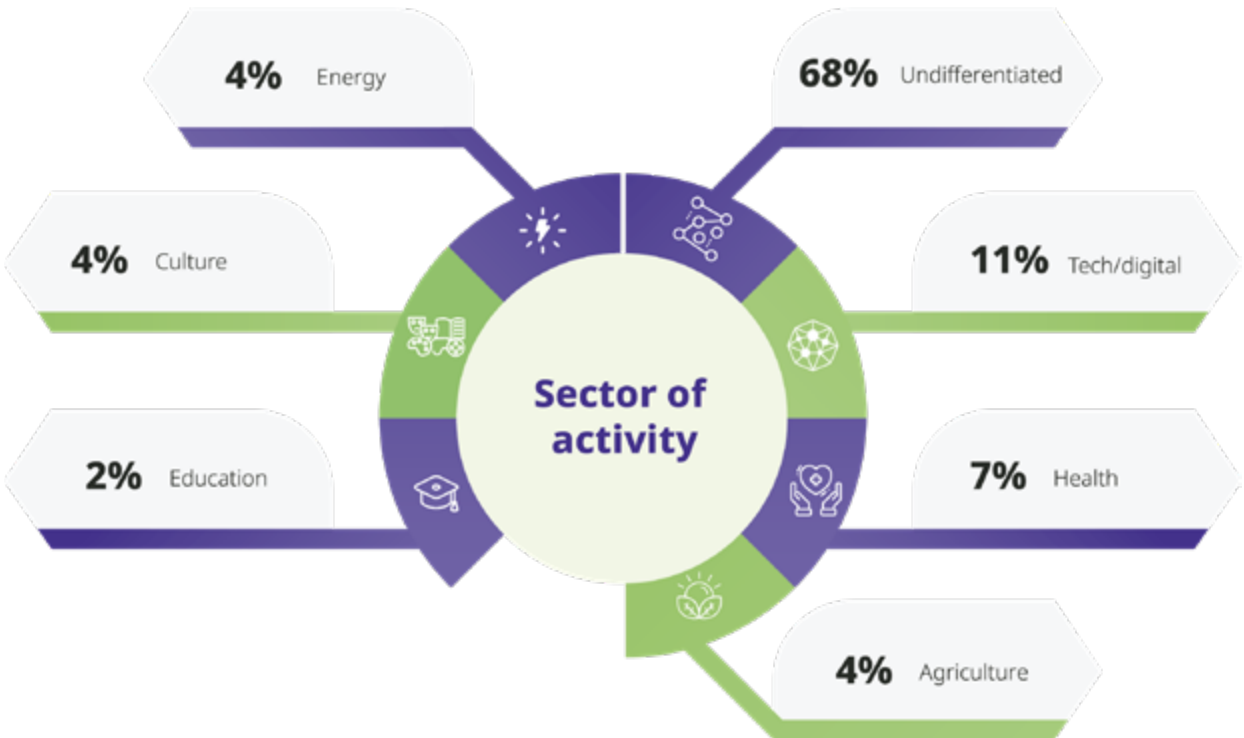 4% Energy
68% Undifferentiated
4% Culture
11% Tech/digital
Sector of
activity
2% Education
7% Health
4% Agriculture